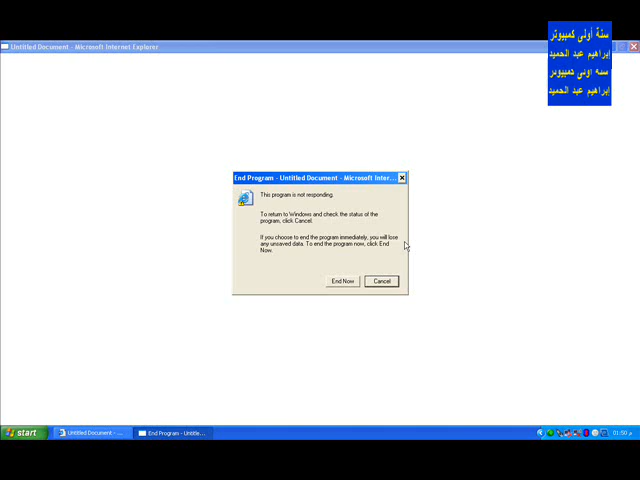 سنة أولى كمبيوتر
إبراهيم عبد الحميد
سنة أولى كمبيوتر
إبراهيم عبد الحميد
Untitled Document - Microsoft Internet Explorer
End Program - Untitled Document - Microsoft Inter...
This program is not responding.
To return to Windows and check the status of the
program, click Cancel.
If you choose to end the program immediately, you will lose
any unsaved data. To end the program now, click End
Now.
End Now
Cancel
start
Untitled Document - ...
End Program - Untitle...
01:50 م